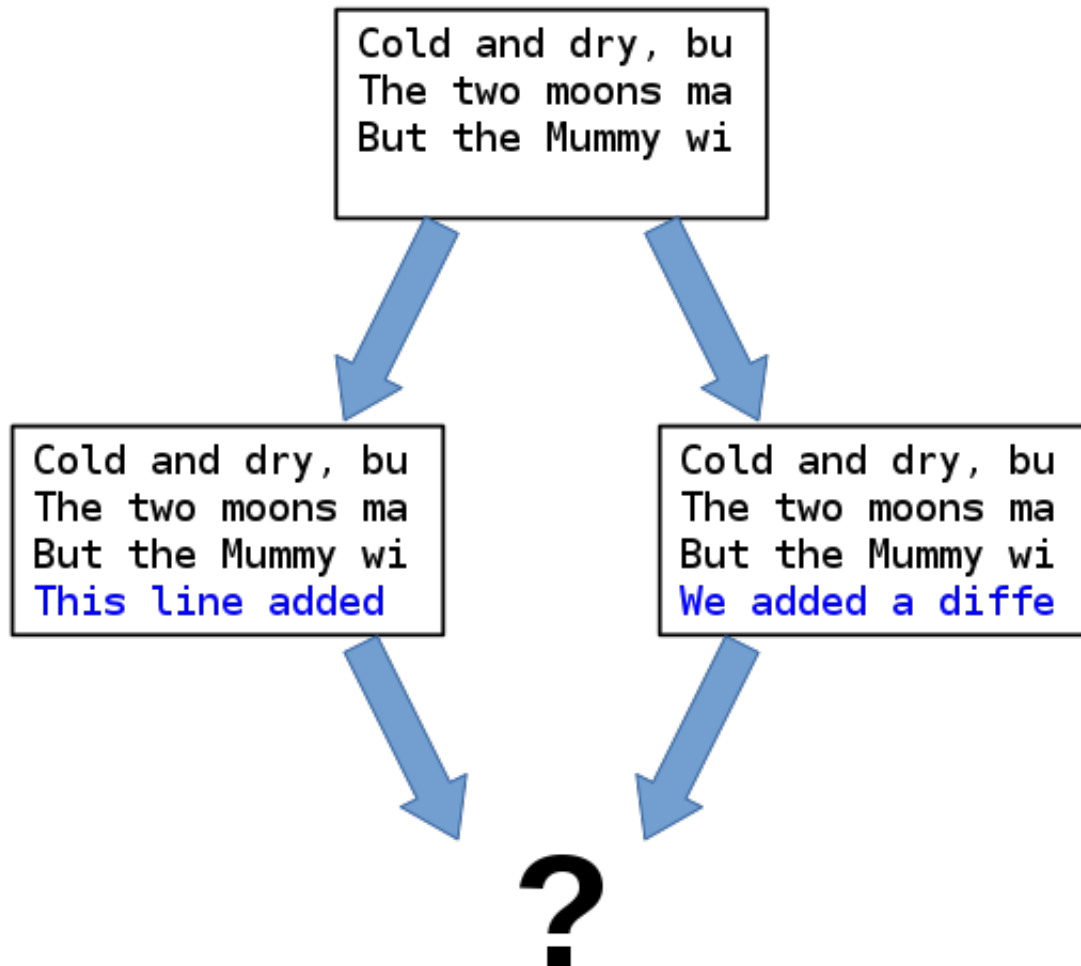 Cold and dry, bu
The two moons ma
But the Mummy wi
Cold and dry, bu
The two moons ma
But the Mummy wi
This line added
Cold and dry, bu
The two moons ma
But the Mummy wi
We added a diffe
?